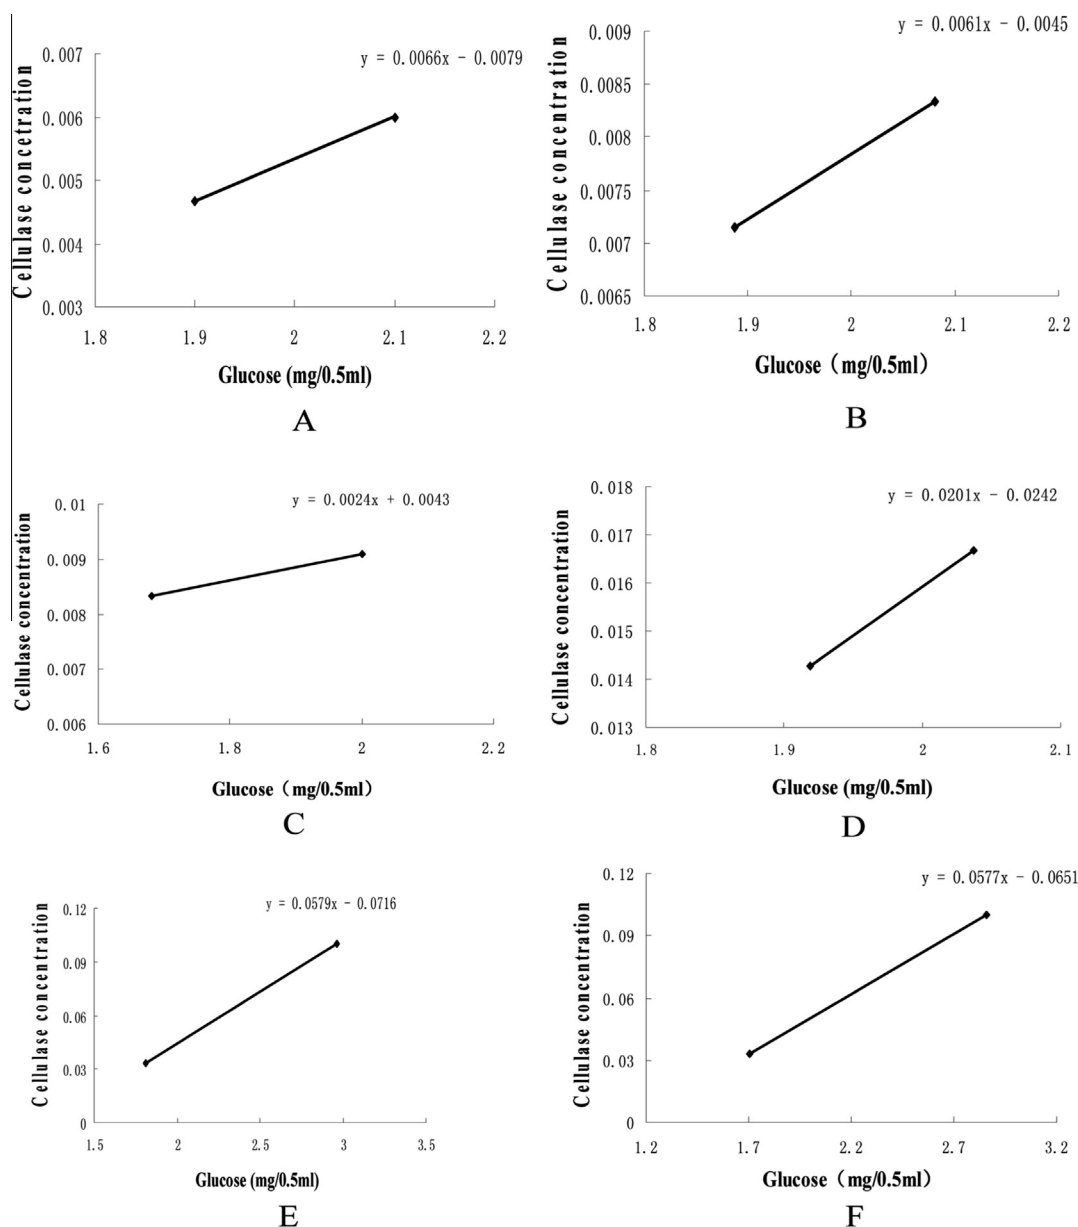 y = 0.0066x - 0.0079
Cellulase concetration
0.007
0.006
0.005
0.004
0.003
1.8 1.9 2 2.1 2.2
Glucose (mg/0.5ml)
A
y = 0.0061x - 0.0045
Cellulase concentration
0.009
0.0085
0.008
0.0075
0.007
0.0065
1.8 1.9 2 2.1 2.2
Glucose（mg/0.5ml）
B
y = 0.0024x + 0.0043
Cellulase concentration
0.01
0.009
0.008
0.007
0.006
1.6 1.8 2 2.2
Glucose（mg/0.5ml）
C
y = 0.0201x - 0.0242
Cellulase concentration
0.018
0.017
0.016
0.015
0.014
0.013
1.8 1.9 2 2.1
Glucose (mg/0.5ml)
D
y = 0.0579x - 0.0716
Cellulase concentration
0.12
0.09
0.06
0.03
0
1.5 2 2.5 3 3.5
Glucose (mg/0.5ml)
E
y = 0.0577x - 0.0651
Cellulase concentration
0.12
0.09
0.06
0.03
0
1.2 1.7 2.2 2.7 3.2
Glucose（mg/0.5ml）
F